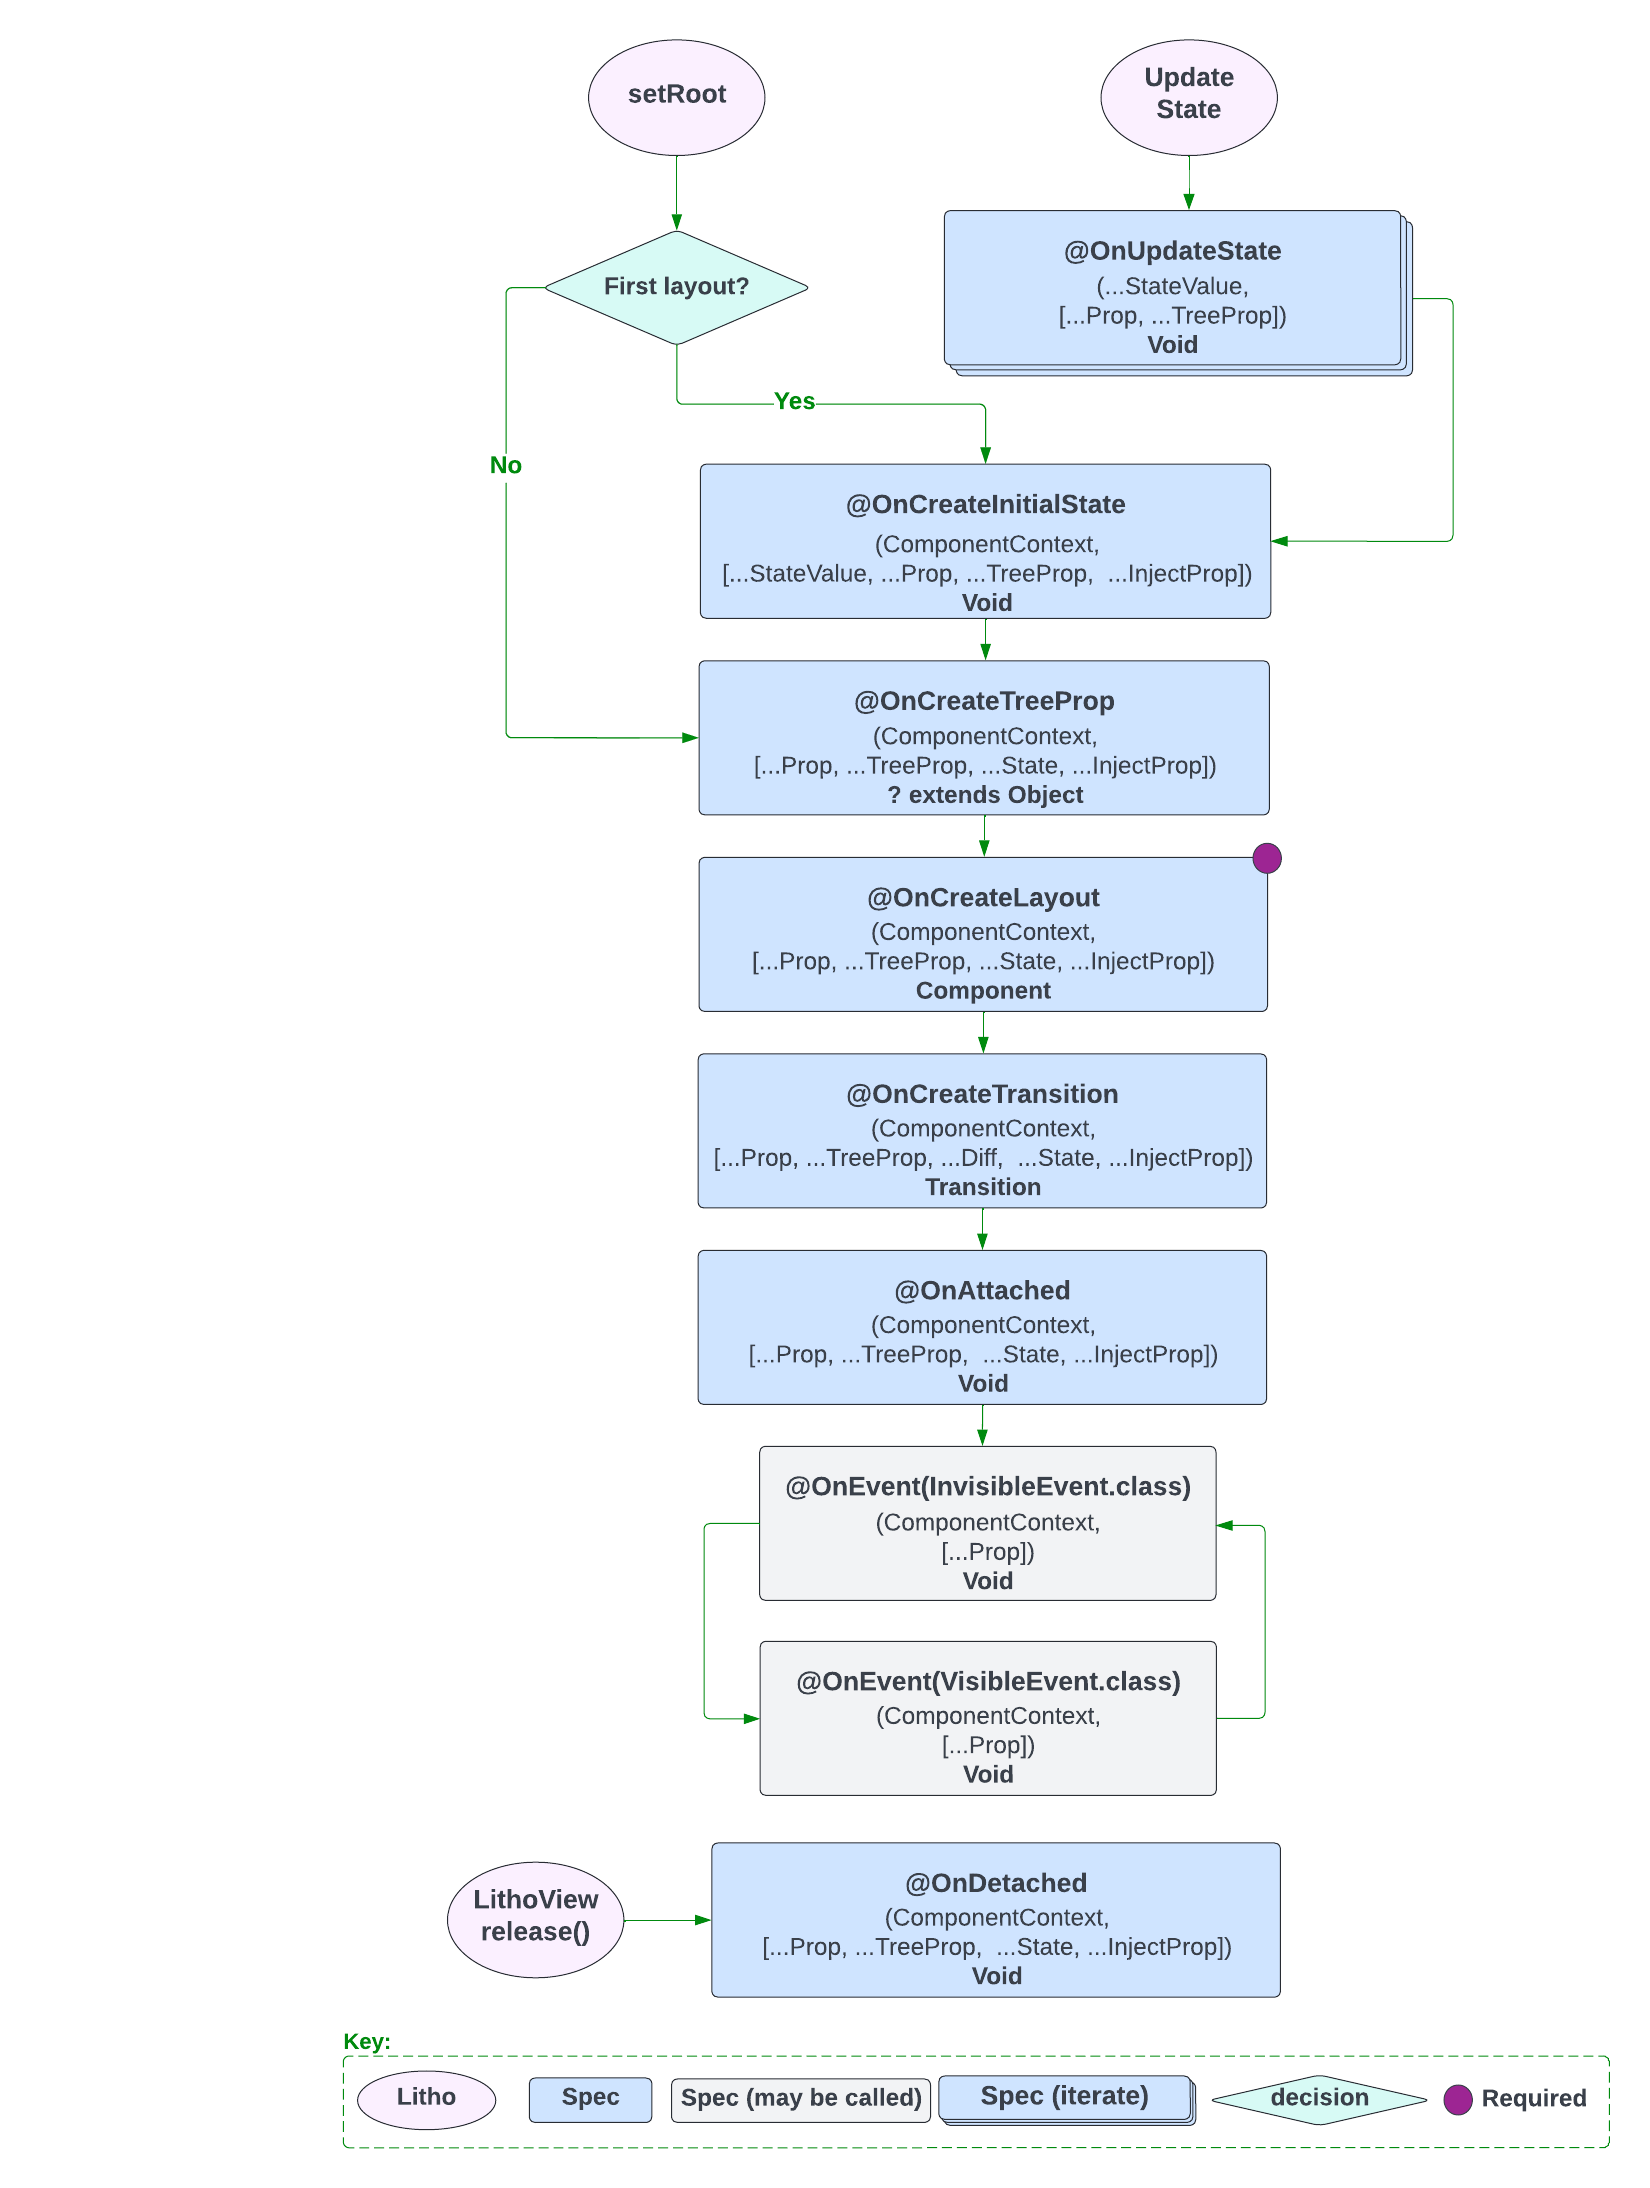 setRoot
Update
State
First layout?
@OnUpdateState
(...StateValue,
[...Prop, ...TreeProp])
Void
Yes
No
@OnCreateInitialState
(ComponentContext,
[...StateValue, ...Prop, ...TreeProp,  ...InjectProp])
Void
@OnCreateTreeProp
(ComponentContext,
[...Prop, ...TreeProp, ...State, ...InjectProp])
? extends Object
@OnCreateLayout
(ComponentContext,
[...Prop, ...TreeProp, ...State, ...InjectProp])
Component
@OnCreateTransition
(ComponentContext,
[...Prop, ...TreeProp, ...Diff,  ...State, ...InjectProp])
Transition
@OnAttached
(ComponentContext,
[...Prop, ...TreeProp,  ...State, ...InjectProp])
Void
@OnEvent(InvisibleEvent.class)
(ComponentContext,
[...Prop])
Void
@OnEvent(VisibleEvent.class)
(ComponentContext,
[...Prop])
Void
LithoView
release()
@OnDetached
(ComponentContext,
[...Prop, ...TreeProp,  ...State, ...InjectProp])
Void
Key:
Litho
Spec
Spec (may be called)
Spec (iterate)
decision
Required